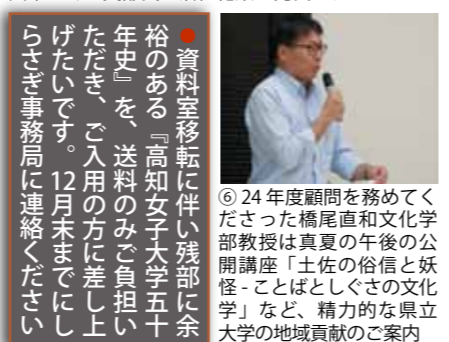 ●資料室移転に伴い残部に余
裕のある『高知女子大学五十
年史』を、送料のみご負担い
ただき、ご入用の方に差し上
げたいです。12月末までにし
らさぎ事務局に連絡ください
⑥ 24 年度顧問を務めてく
ださった橋尾直和文化学
部教授は真夏の午後の公
開講座「土佐の俗信と妖
怪 - ことばとしぐさの文化
学」など、精力的な県立
大学の地域貢献のご案内